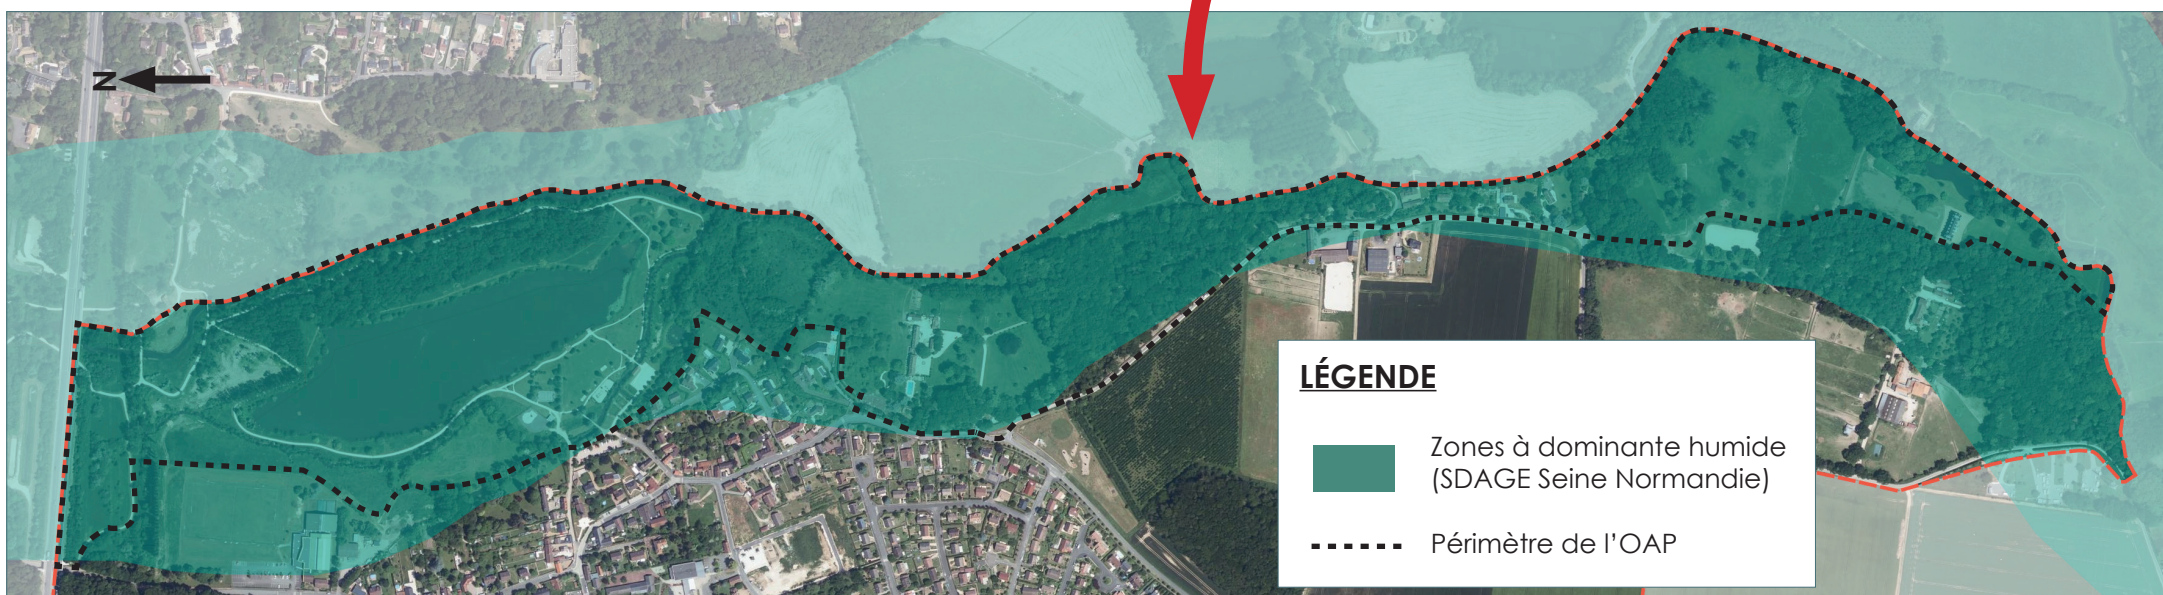 N
LÉGENDE
Zones à dominante humide
(SDAGE Seine Normandie)
Périmètre de l'OAP